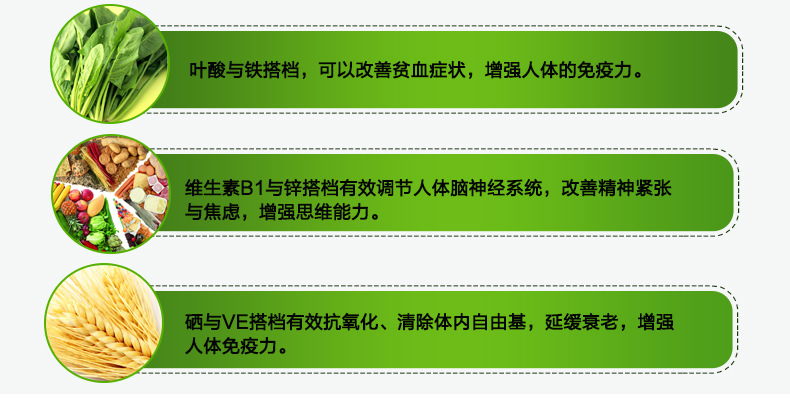 叶酸与铁搭档，可以改善贫血症状，增强人体的免疫力。
维生素B1与锌搭档有效调节人体脑神经系统，改善精神紧张
与焦虑，增强思维能力。
硒与VE搭档有效抗氧化、清除体内自由基，延缓衰老，增强
人体免疫力。